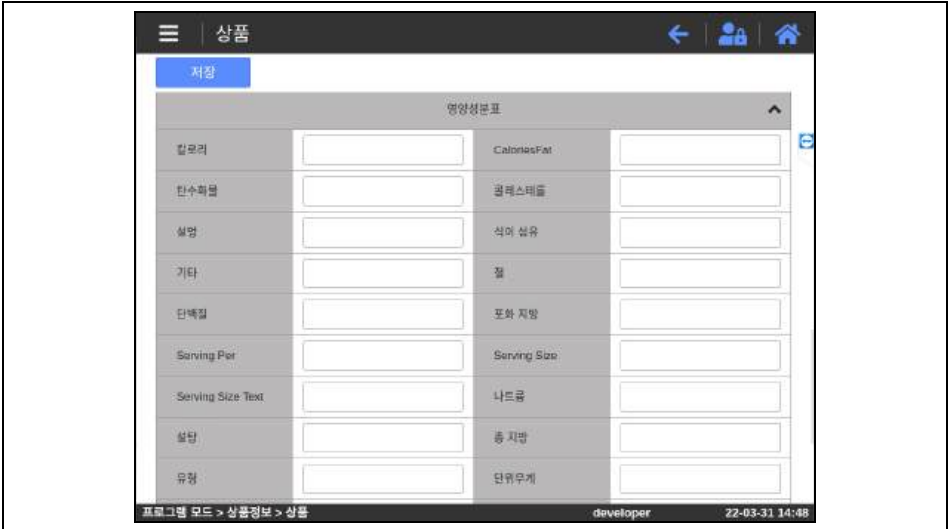 상품
저장
영양성분표
칼로리 CaloriesFat
탄수화물 콜레스테롤
설명 식이 섬유
기타 철
단백질 포화 지방
Serving Per Serving Size
Serving Size Text 나트륨
설탕 총 지방
유형 단위무게
프로그램 모드 > 상품정보 > 상품 developer 22-03-31 14:48